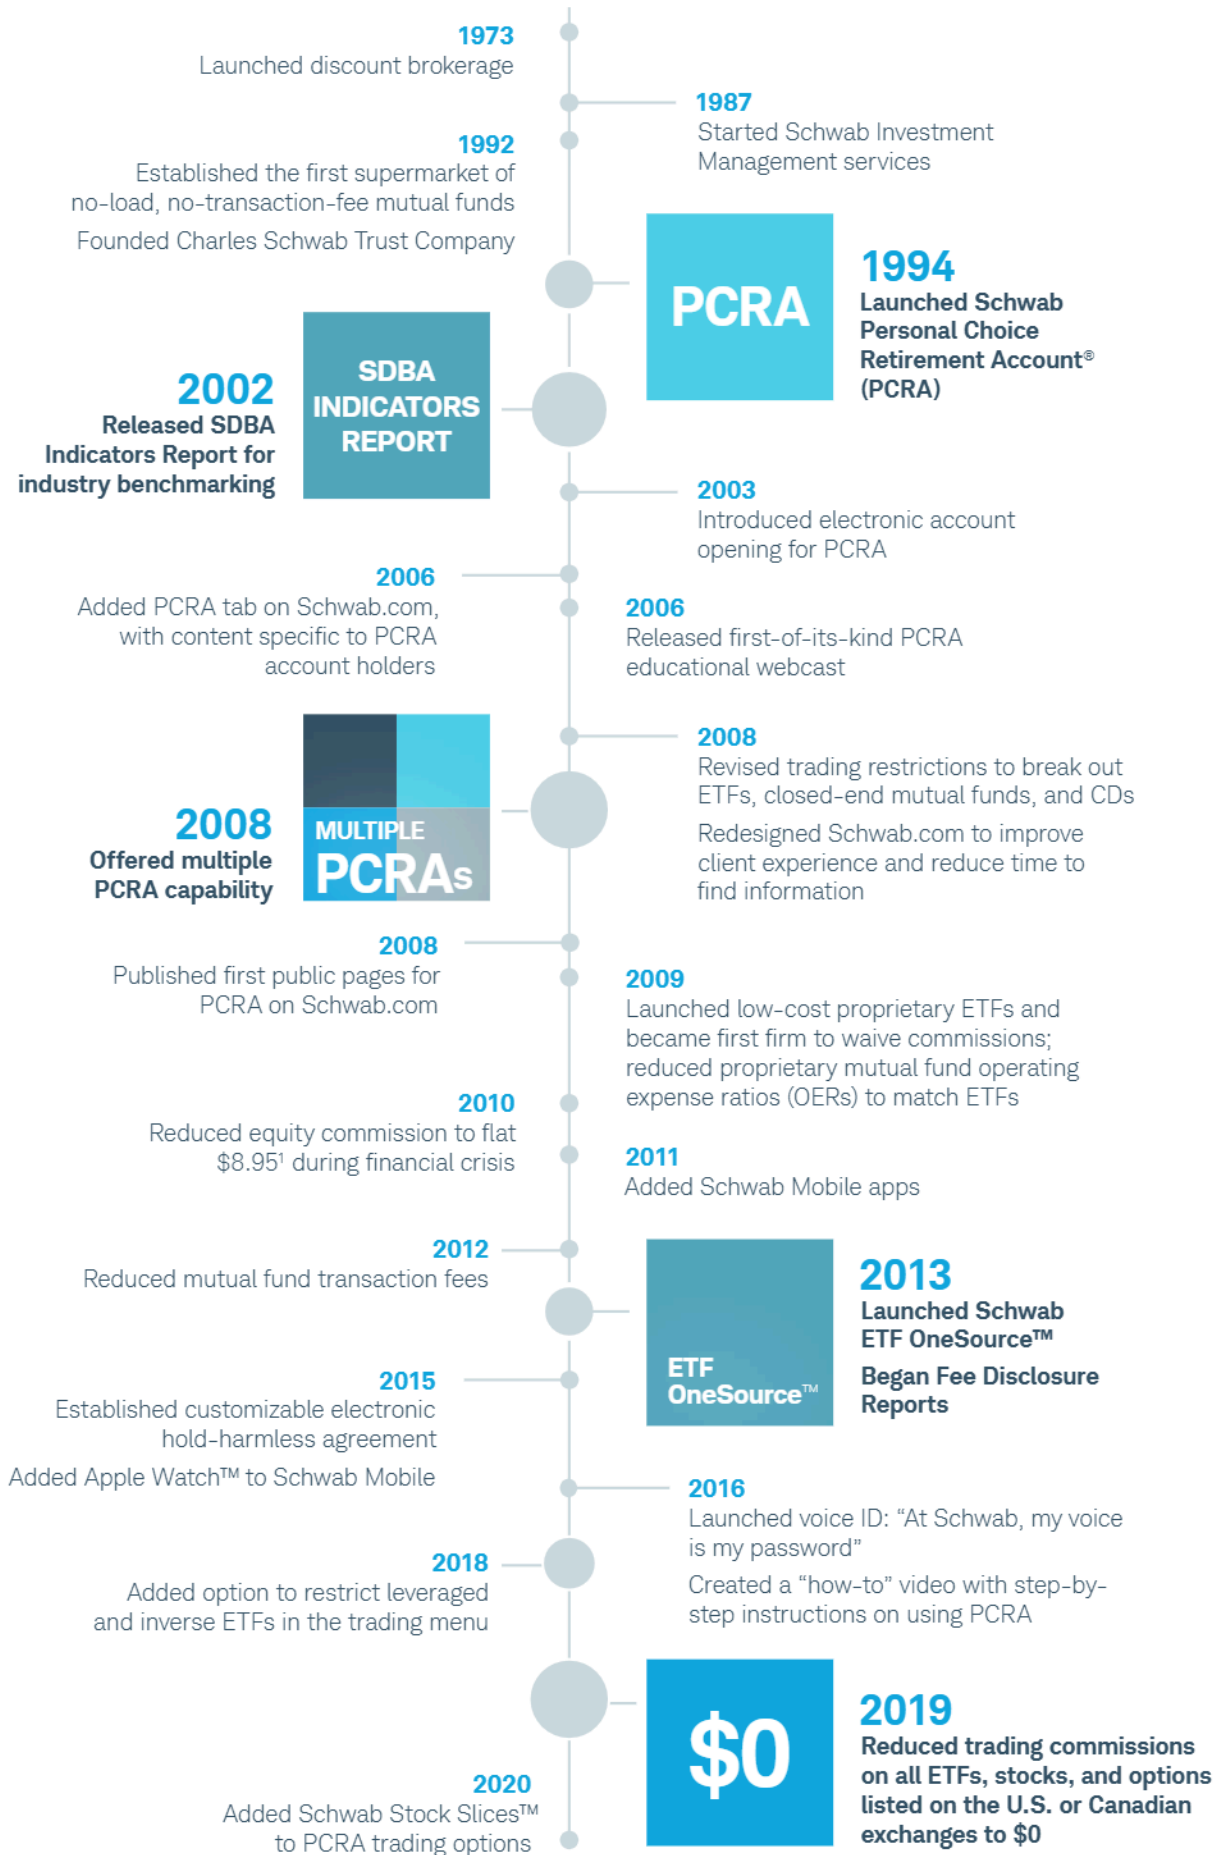 1973
Launched discount brokerage
1987
Started Schwab Investment
Management services
1992
Established the first supermarket of
no-load, no-transaction-fee mutual funds
Founded Charles Schwab Trust Company
PCRA
1994
Launched Schwab
Personal Choice
Retirement Account®
(PCRA)
2002
Released SDBA
Indicators Report for
industry benchmarking
SDBA
INDICATORS
REPORT
2003
Introduced electronic account
opening for PCRA
2006
Added PCRA tab on Schwab.com,
with content specific to PCRA
account holders
2006
Released first-of-its-kind PCRA
educational webcast
2008
Revised trading restrictions to break out
ETFs, closed-end mutual funds, and CDs
Redesigned Schwab.com to improve
client experience and reduce time to
find information
2008
Offered multiple
PCRA capability
MULTIPLE
PCRAs
2008
Published first public pages for
PCRA on Schwab.com
2009
Launched low-cost proprietary ETFs and
became first firm to waive commissions;
reduced proprietary mutual fund operating
expense ratios (OERs) to match ETFs
2010
Reduced equity commission to flat
$8.95¹ during financial crisis
2011
Added Schwab Mobile apps
2012
Reduced mutual fund transaction fees
ETF
OneSource™
2013
Launched Schwab
ETF OneSource™
Began Fee Disclosure
Reports
2015
Established customizable electronic
hold-harmless agreement
Added Apple Watch™ to Schwab Mobile
2016
Launched voice ID: “At Schwab, my voice
is my password”
Created a “how-to” video with step-by-
step instructions on using PCRA
2018
Added option to restrict leveraged
and inverse ETFs in the trading menu
$0
2019
Reduced trading commissions
on all ETFs, stocks, and options
listed on the U.S. or Canadian
exchanges to $0
2020
Added Schwab Stock Slices™
to PCRA trading options